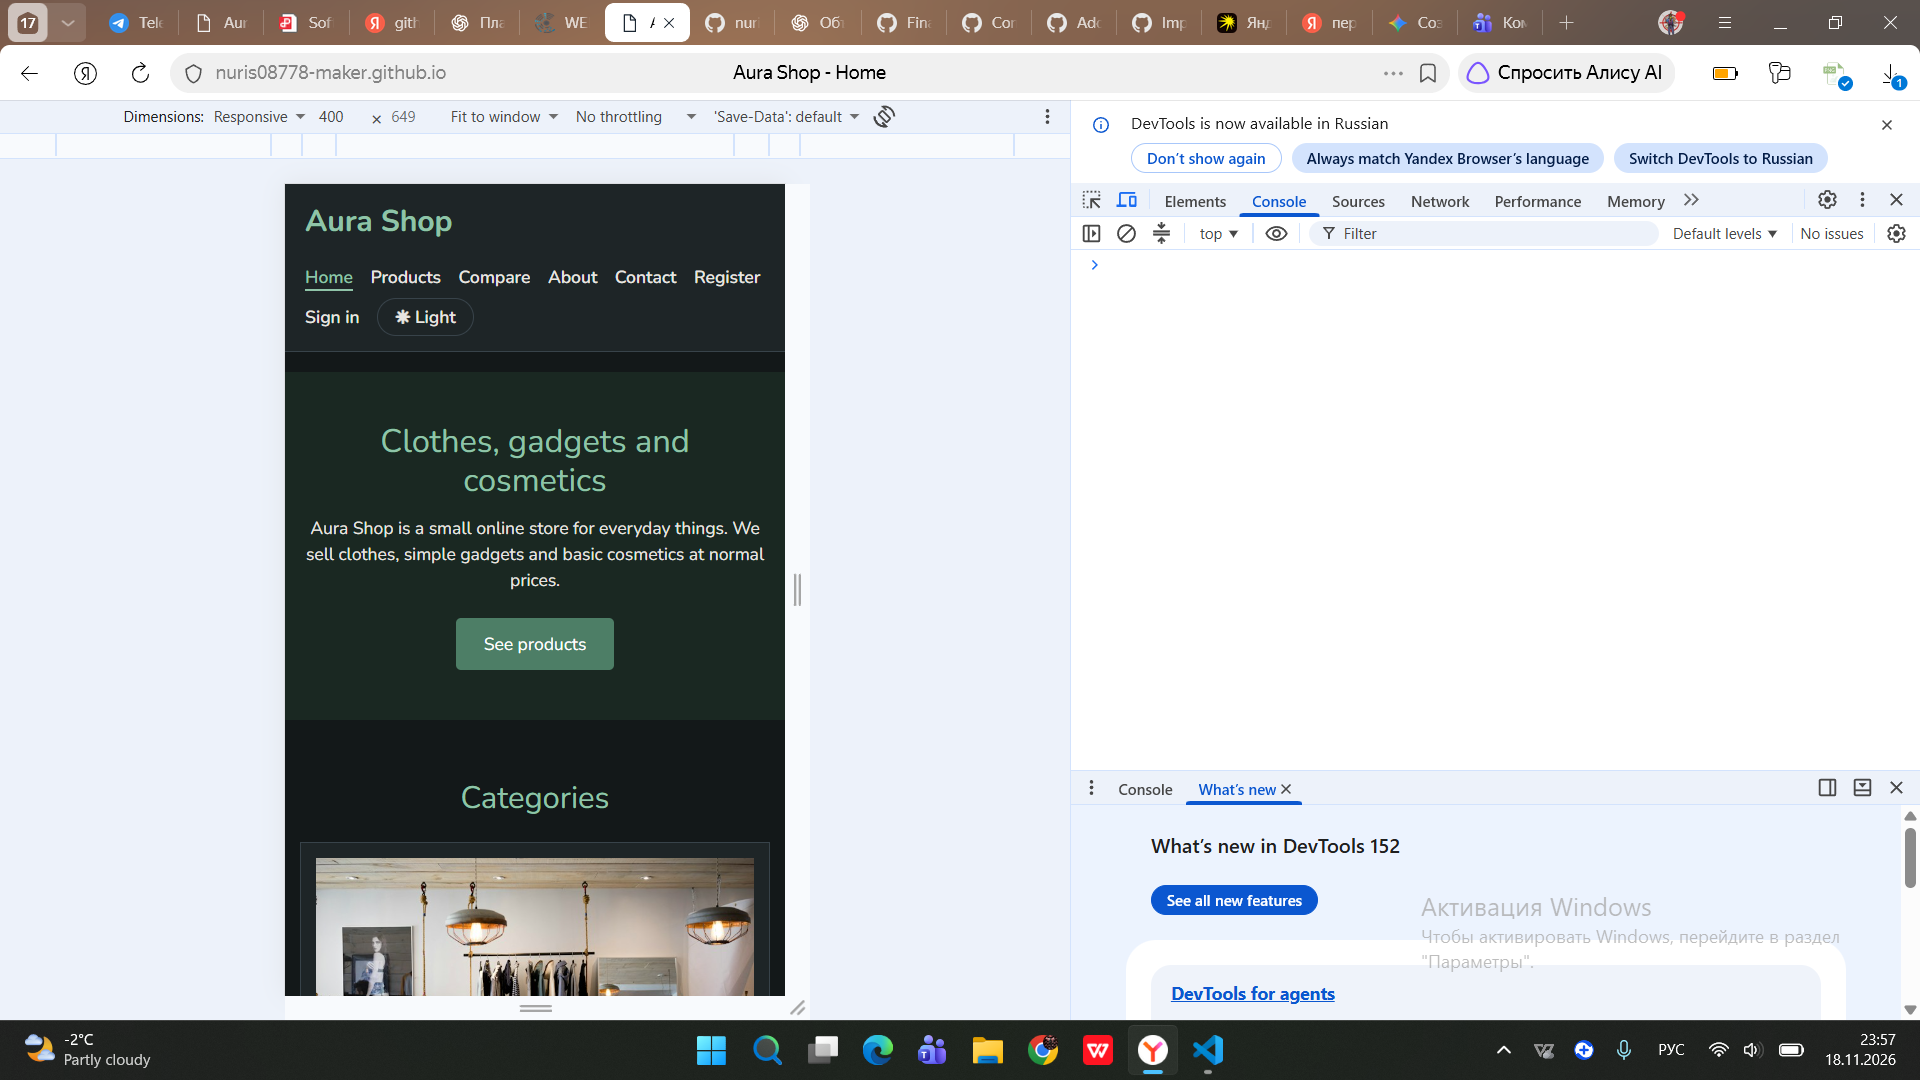 17
Tele
Aur
Sof
gith
Пла
WE
A
nuri
Обт
Fina
Con
Add
Imp
Янд
пер
Соз
Ком
nuris08778-maker.github.io
Aura Shop - Home
Спросить Алису AI
1
Dimensions: Responsive 400 × 649 Fit to window No throttling 'Save-Data': default
DevTools is now available in Russian
Don't show again
Always match Yandex Browser's language
Switch DevTools to Russian
Elements Console Sources Network Performance Memory
top Filter Default levels No issues
Aura Shop
Home Products Compare About Contact Register
Sign in Light
Clothes, gadgets and
cosmetics
Aura Shop is a small online store for everyday things. We
sell clothes, simple gadgets and basic cosmetics at normal
prices.
See products
Categories
Console What's new
What's new in DevTools 152
See all new features
DevTools for agents
Активация Windows
Чтобы активировать Windows, перейдите в раздел
"Параметры".
-2°C
Partly cloudy
РУС
23:57
18.11.2026